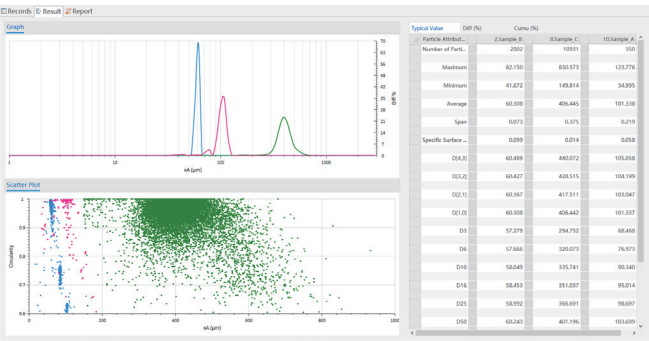 Records Result Report
Graph
70
63
56
49
42
35
28
21
14
7
0
Diff %
1 10 100 1000
xA (μm)
Scatter Plot
1
0.9
0.8
0.7
0.6
Circularity
0 200 400 600 800 1000
xA (μm)
Typical Value Diff (%) Cumu (%)
Particle Attribut... 2.Sample_B 8.Sample_C 10.Sample_A
Number of Parti... 2002 10931 350
Maximum 82.150 830.573 123.776
Minimum 41.672 149.814 34.895
Average 60.308 406.445 101.338
Span 0.073 0.375 0.219
Specific Surface ... 0.099 0.014 0.058
D[4,3] 60.489 440.072 105.058
D[3,2] 60.427 428.515 104.199
D[2,1] 60.367 417.511 103.047
D[1,0] 60.308 406.442 101.337
D3 57.279 294.752 68.468
D6 57.666 320.073 76.973
D10 58.049 335.741 90.340
D16 58.453 351.037 95.014
D25 58.992 366.691 98.697
D50 60.243 401.196 103.699